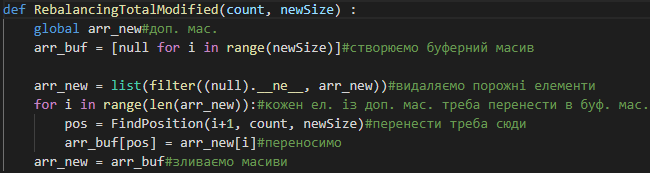 def RebalancingTotalModified(count, newSize) :
    global arr_new#доп. мас.
    arr_buf = [null for i in range(newSize)]#створюємо буферний масив

    arr_new = list(filter((null).__ne__, arr_new))#видаляємо порожні елементи
    for i in range(len(arr_new)):#кожен ел. із доп. мас. треба перенести в буф. мас.
        pos = FindPosition(i+1, count, newSize)#перенести треба сюди
        arr_buf[pos] = arr_new[i]#переносимо
    arr_new = arr_buf#зливаємо масиви